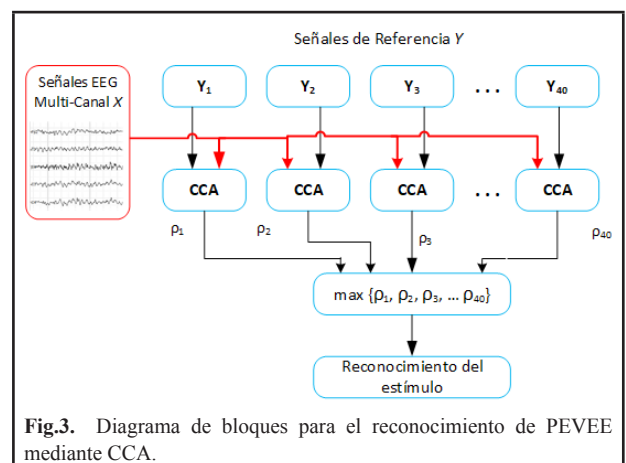 Señales de Referencia Y
Señales EEG
Multi-Canal X
Y1 Y2 Y3 ... Y40
CCA CCA CCA ... CCA
ρ1 ρ2 ρ3 ρ40
max {ρ1, ρ2, ρ3, ... ρ40}
Reconocimiento del
estímulo
Fig.3. Diagrama de bloques para el reconocimiento de PEVEE
mediante CCA.